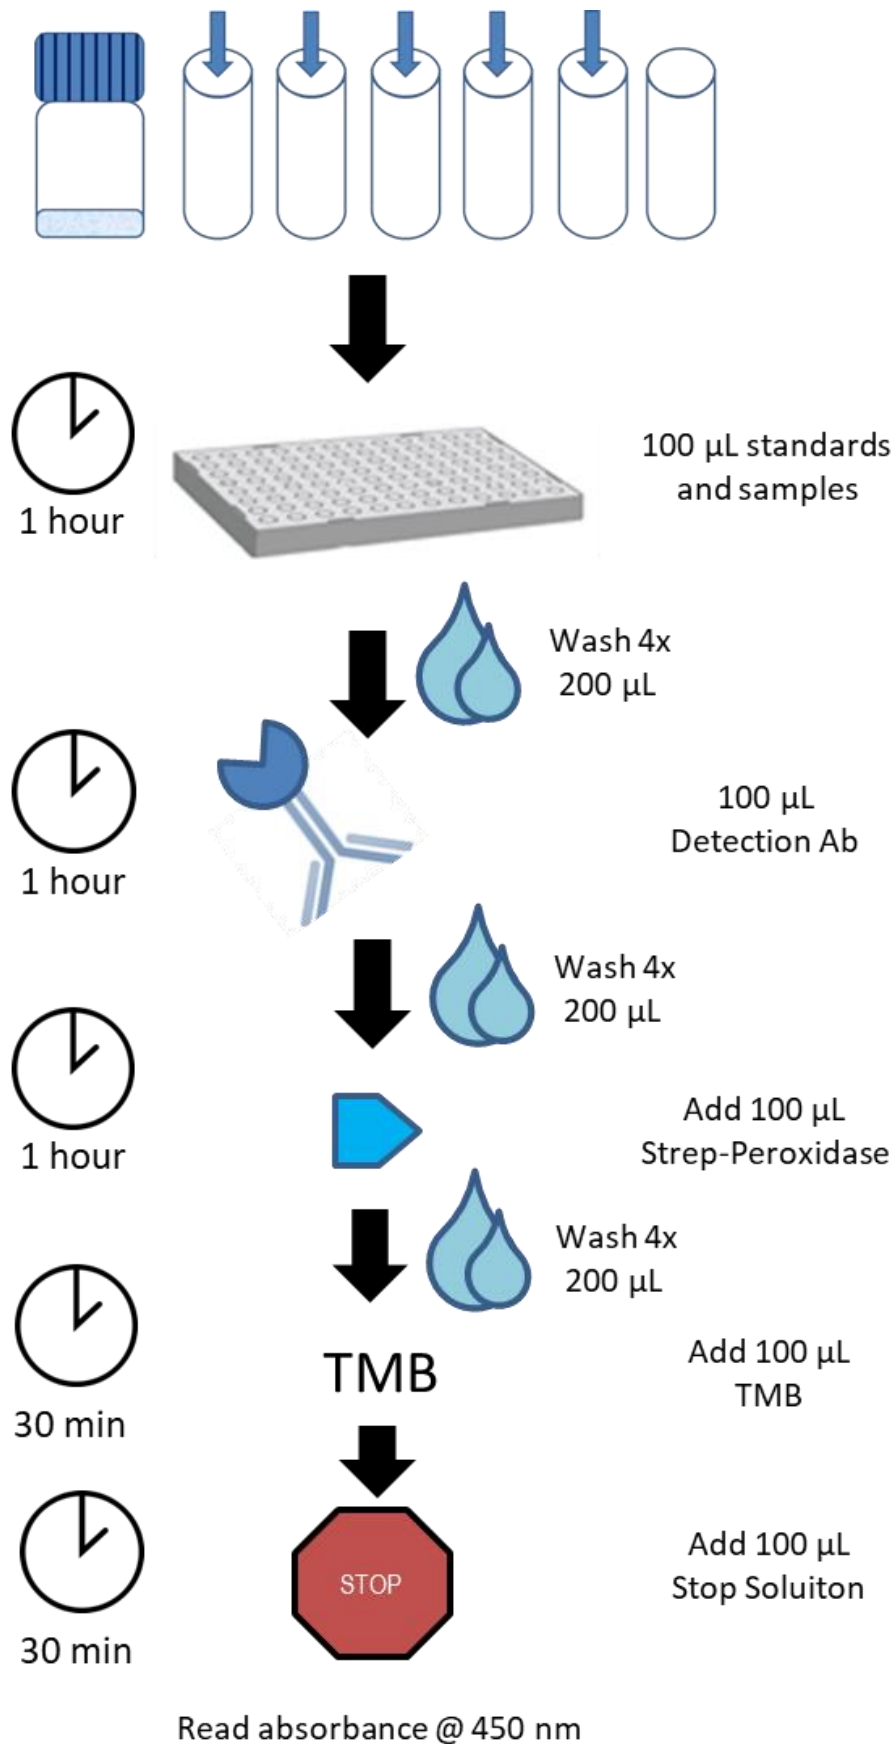 100 µL standards
and samples
1 hour
Wash 4x
200 µL
100 µL
Detection Ab
1 hour
Wash 4x
200 µL
Add 100 µL
Strep-Peroxidase
1 hour
Wash 4x
200 µL
TMB
Add 100 µL
TMB
30 min
STOP
Add 100 µL
Stop Soluiton
30 min
Read absorbance @ 450 nm